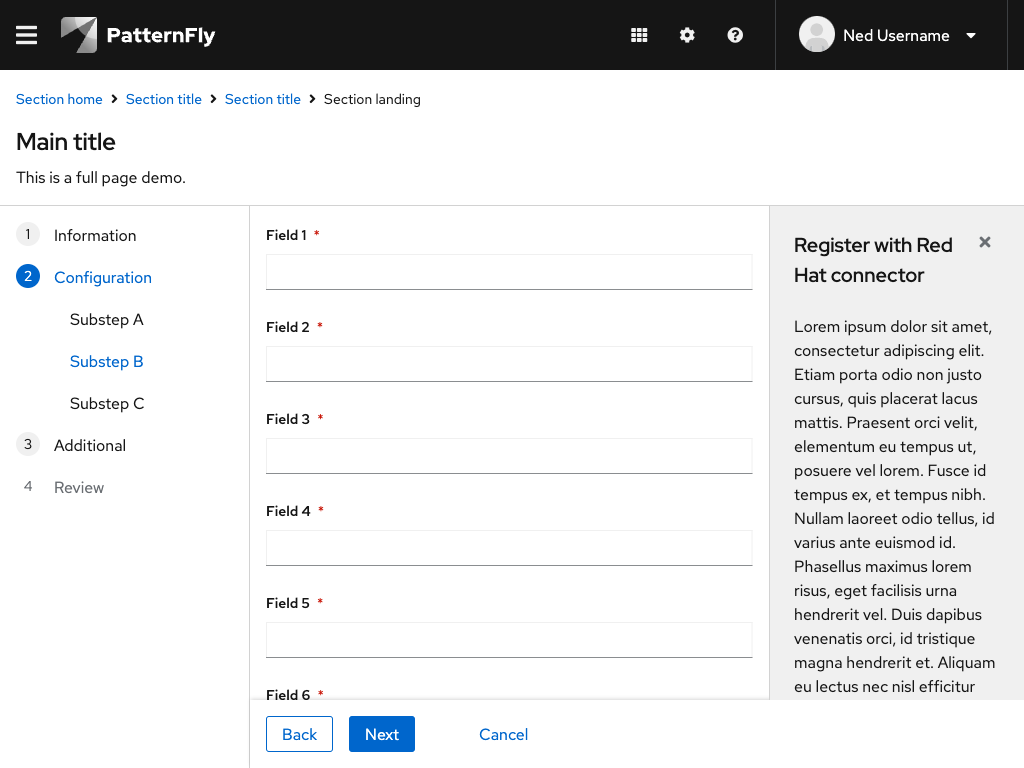 PatternFly
Ned Username
Section home Section title Section title Section landing
Main title
This is a full page demo.
1 Information
2 Configuration
Substep A
Substep B
Substep C
3 Additional
4 Review
Field 1 *
Field 2 *
Field 3 *
Field 4 *
Field 5 *
Field 6 *
Back Next Cancel
Register with Red
Hat connector
Lorem ipsum dolor sit amet,
consectetur adipiscing elit.
Etiam porta odio non justo
cursus, quis placerat lacus
mattis. Praesent orci velit,
elementum eu tempus ut,
posuere vel lorem. Fusce id
tempus ex, et tempus nibh.
Nullam laoreet odio tellus, id
varius ante euismod id.
Phasellus maximus lorem
risus, eget facilisis urna
hendrerit vel. Duis dapibus
venenatis orci, id tristique
magna hendrerit et. Aliquam
eu lectus nec nisl efficitur